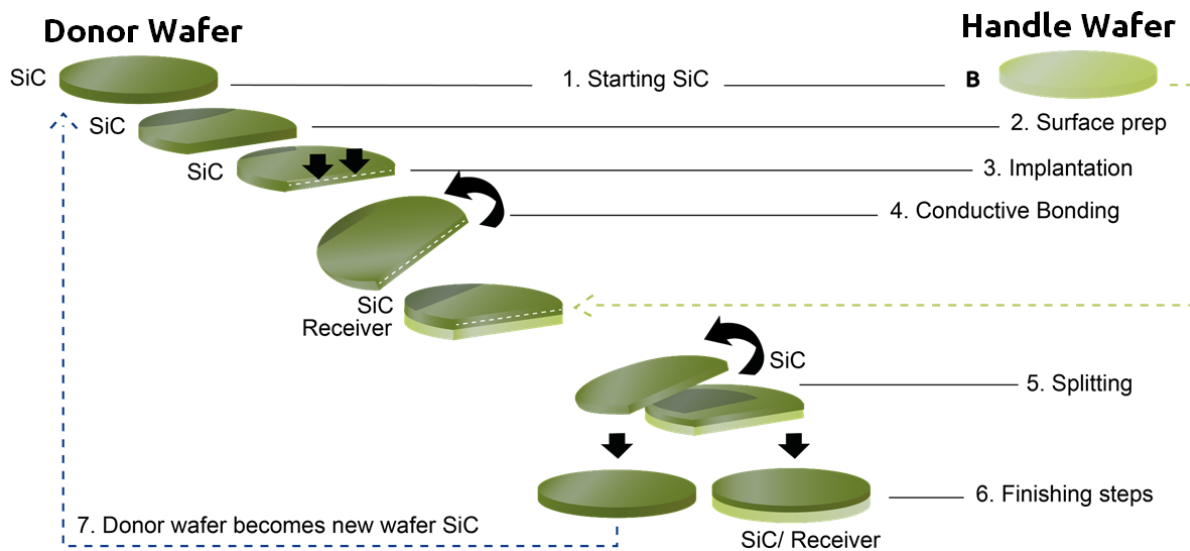 Donor Wafer
Handle Wafer
SiC
1. Starting SiC
B
SiC
2. Surface prep
SiC
3. Implantation
4. Conductive Bonding
SiC
Receiver
SiC
5. Splitting
6. Finishing steps
7. Donor wafer becomes new wafer SiC
SiC/ Receiver